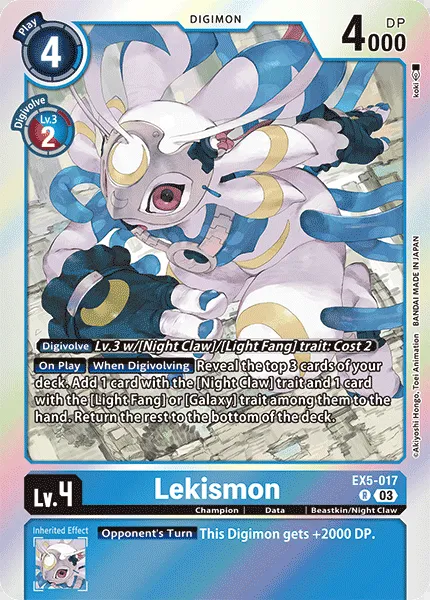 DIGIMON
Play
4
DP
4000
Digivolve
Lv.3
2
koki
©Akiyoshi Hongo, Toei Animation BANDAI MADE IN JAPAN
Digivolve Lv.3 w/[Night Claw]/[Light Fang] trait: Cost 2
On Play When Digivolving Reveal the top 3 cards of your
deck. Add 1 card with the [Night Claw] trait and 1 card
with the [Light Fang] or [Galaxy] trait among them to the
hand. Return the rest to the bottom of the deck.
Lv.4
Lekismon
EX5-017
R 03
Champion Data Beastkin/Night Claw
Inherited Effect
Opponent's Turn This Digimon gets +2000 DP.